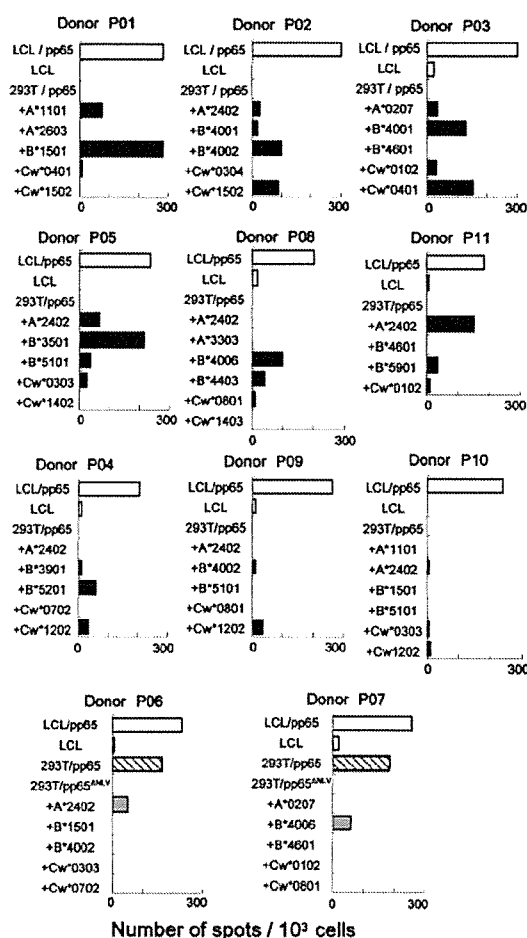 Donor P01
LCL / pp65
LCL
293T / pp65
+A*1101
+A*2603
+B*1501
+Cw*0401
+Cw*1502
0
300
Donor P02
LCL / pp65
LCL
293T / pp65
+A*2402
+B*4001
+B*4002
+Cw*0304
+Cw*1502
0
300
Donor P03
LCL / pp65
LCL
293T / pp65
+A*0207
+B*4001
+B*4601
+Cw*0102
+Cw*0401
0
300
Donor P05
LCL/pp65
LCL
293T/pp65
+A*2402
+B*3501
+B*5101
+Cw*0303
+Cw*1402
0
300
Donor P08
LCL/pp65
LCL
293T/pp65
+A*2402
+A*3303
+B*4006
+B*4403
+Cw*0801
+Cw*1403
0
300
Donor P11
LCL/pp65
LCL
293T/pp65
+A*2402
+B*4601
+B*5901
+Cw*0102
0
300
Donor P04
LCL/pp65
LCL
293T/pp65
+A*2402
+B*3901
+B*5201
+Cw*0702
+Cw*1202
0
300
Donor P09
LCL/pp65
LCL
293T/pp65
+A*2402
+B*4002
+B*5101
+Cw*0801
+Cw*1202
0
300
Donor P10
LCL/pp65
LCL
293T/pp65
+A*1101
+A*2402
+B*1501
+B*5101
+Cw*0303
+Cw1202
0
300
Donor P06
LCL/pp65
LCL
293T/pp65
293T/pp65ΔNLV
+A*2402
+B*1501
+B*4002
+Cw*0303
+Cw*0702
0
300
Donor P07
LCL/pp65
LCL
293T/pp65
293T/pp65ΔNLV
+A*0207
+B*4006
+B*4601
+Cw*0102
+Cw*0801
0
300
Number of spots / 10³ cells